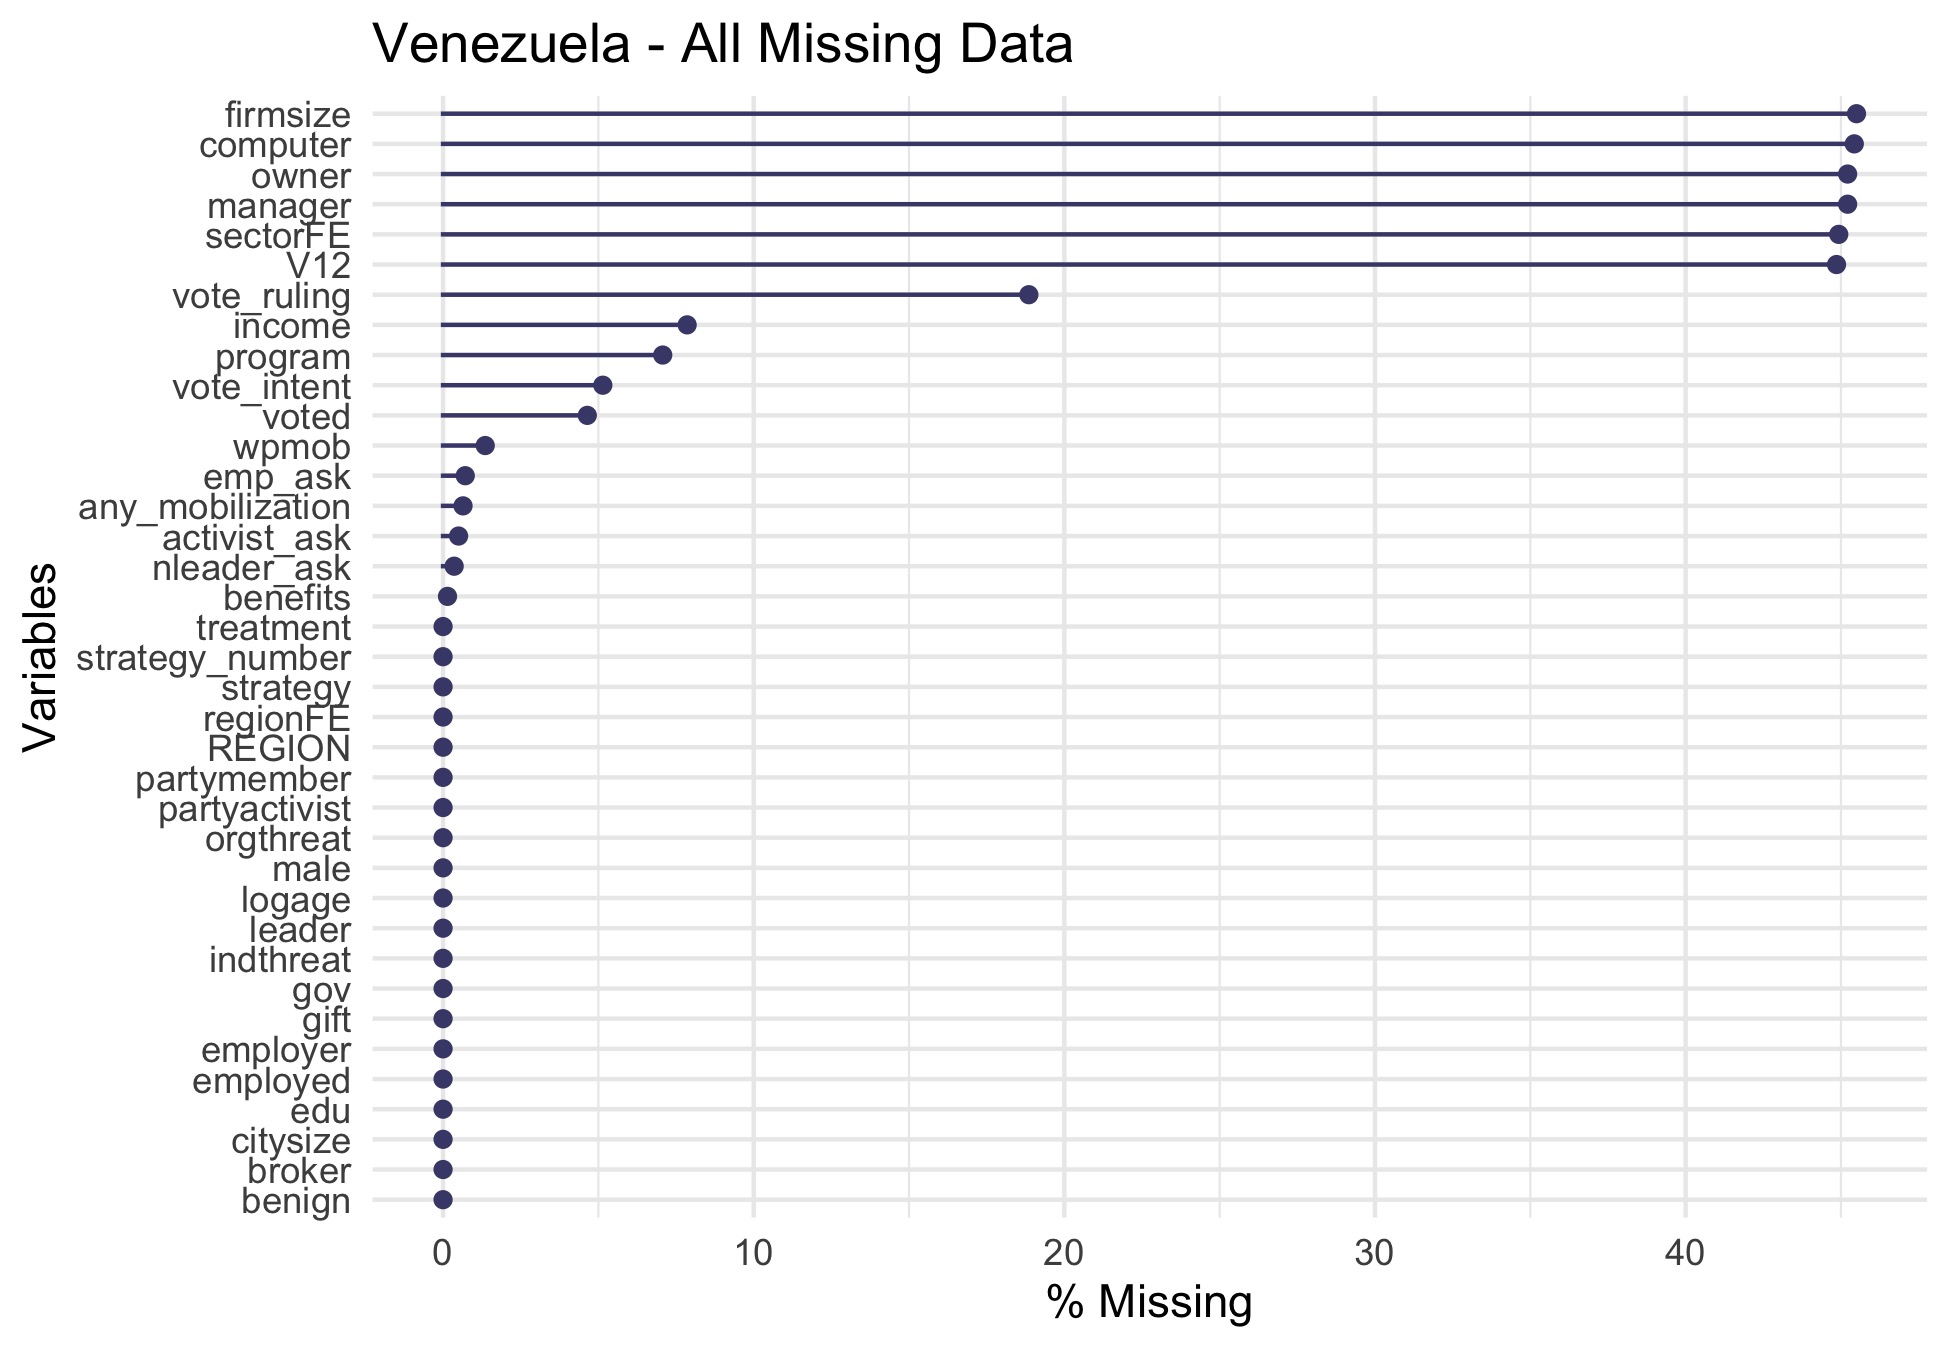 Venezuela - All Missing Data
firmsize
computer
owner
manager
sectorFE
V12
vote_ruling
income
program
vote_intent
voted
wpmob
emp_ask
any_mobilization
activist_ask
nleader_ask
benefits
treatment
strategy_number
strategy
regionFE
REGION
partymember
partyactivist
orgthreat
male
logage
leader
indthreat
gov
gift
employer
employed
edu
citysize
broker
benign
Variables
0 10 20 30 40
% Missing